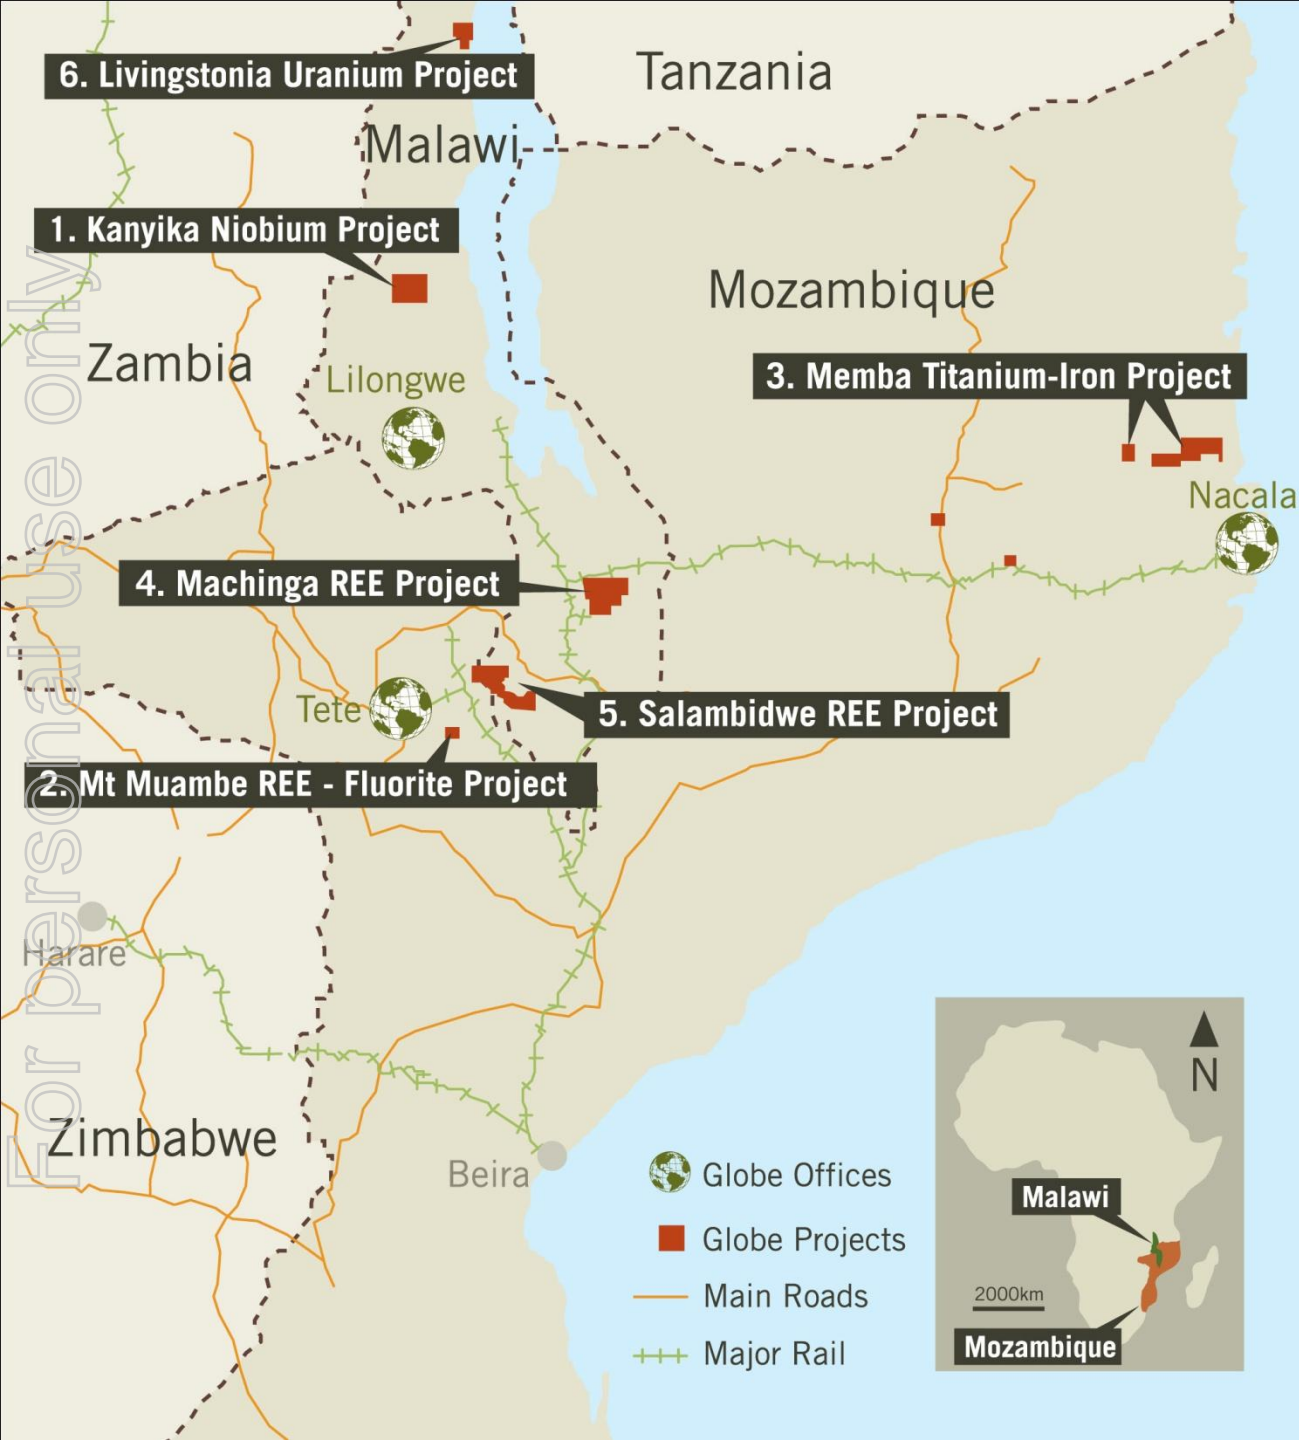 6. Livingstonia Uranium Project
Tanzania
Malawi
1. Kanyika Niobium Project
Mozambique
Zambia
3. Memba Titanium-Iron Project
Lilongwe
Nacala
4. Machinga REE Project
Tete
5. Salambidwe REE Project
2. Mt Muambe REE - Fluorite Project
Harare
Zimbabwe
Beira
Globe Offices
Globe Projects
Main Roads
Major Rail
N
Malawi
2000km
Mozambique
For personal use only